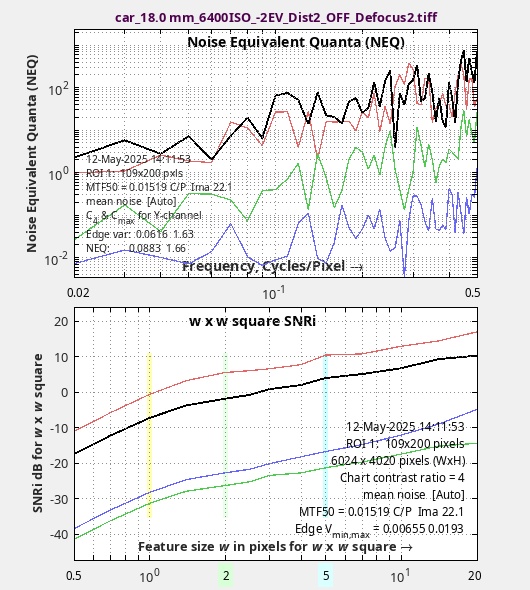 car_18.0 mm_6400ISO_-2EV_Dist2_OFF_Defocus2.tiff
Noise Equivalent Quanta (NEQ)
Noise Equivalent Quanta (NEQ)
10²
10⁰
10⁻²
12-May-2025 14:11:53
ROI 1: 109x200 pxls
MTF50 = 0.01519 C/P Ima 22.1
mean noise [Auto]
C₄ & Cmax for Y-channel
Edge var: 0.0616 1.63
NEQ: 0.0883 1.66
Frequency, Cycles/Pixel →
0.02 10⁻¹ 0.5
w x w square SNRi
SNRi dB for w x w square
20
10
0
-10
-20
-30
-40
12-May-2025 14:11:53
ROI 1: 109x200 pixels
6024 x 4020 pixels (WxH)
Chart contrast ratio = 4
mean noise [Auto]
MTF50 = 0.01519 C/P Ima 22.1
Edge Vmin,max = 0.00655 0.0193
Feature size w in pixels for w x w square →
0.5 10⁰ 2 5 10¹ 20